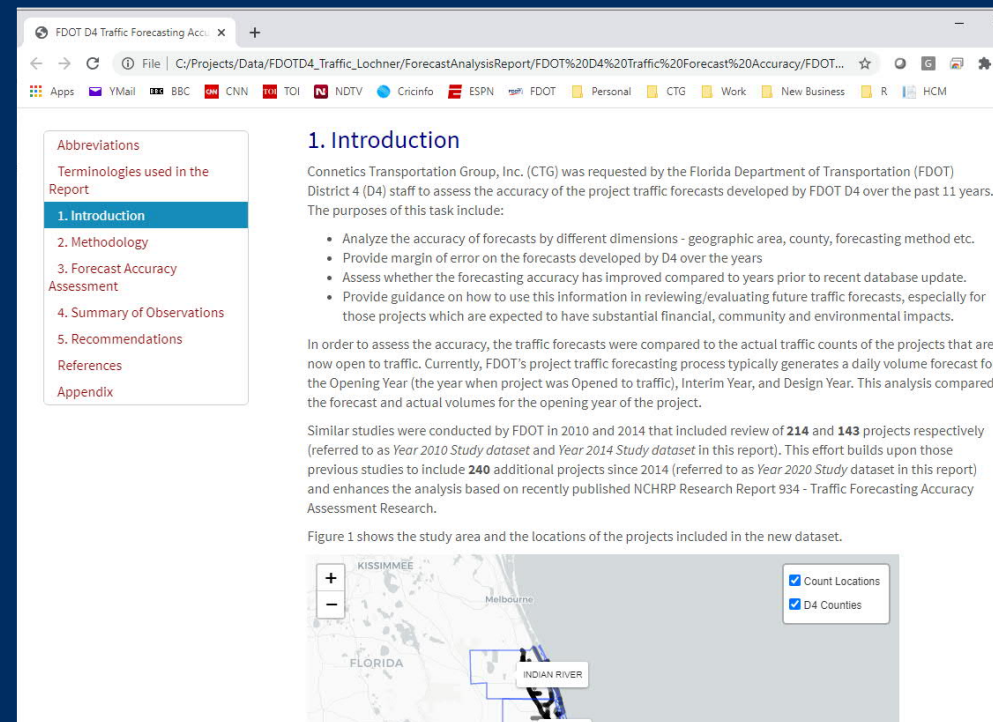 FDOT D4 Traffic Forecasting Accu
File | C:/Projects/Data/FDOTD4_Traffic_Lochner/ForecastAnalysisReport/FDOT%20D4%20Traffic%20Forecast%20Accuracy/FDOT...
Apps YMail BBC CNN TOI NDTV Cricinfo ESPN FDOT Personal CTG Work New Business R HCM
Abbreviations
Terminologies used in the
Report
1. Introduction
2. Methodology
3. Forecast Accuracy
Assessment
4. Summary of Observations
5. Recommendations
References
Appendix
1. Introduction
Connetics Transportation Group, Inc. (CTG) was requested by the Florida Department of Transportation (FDOT)
District 4 (D4) staff to assess the accuracy of the project traffic forecasts developed by FDOT D4 over the past 11 years.
The purposes of this task include:
• Analyze the accuracy of forecasts by different dimensions - geographic area, county, forecasting method etc.
• Provide margin of error on the forecasts developed by D4 over the years
• Assess whether the forecasting accuracy has improved compared to years prior to recent database update.
• Provide guidance on how to use this information in reviewing/evaluating future traffic forecasts, especially for
those projects which are expected to have substantial financial, community and environmental impacts.
In order to assess the accuracy, the traffic forecasts were compared to the actual traffic counts of the projects that are
now open to traffic. Currently, FDOT's project traffic forecasting process typically generates a daily volume forecast fo
the Opening Year (the year when project was Opened to traffic), Interim Year, and Design Year. This analysis compared
the forecast and actual volumes for the opening year of the project.
Similar studies were conducted by FDOT in 2010 and 2014 that included review of 214 and 143 projects respectively
(referred to as Year 2010 Study dataset and Year 2014 Study dataset in this report). This effort builds upon those
previous studies to include 240 additional projects since 2014 (referred to as Year 2020 Study dataset in this report)
and enhances the analysis based on recently published NCHRP Research Report 934 - Traffic Forecasting Accuracy
Assessment Research.
Figure 1 shows the study area and the locations of the projects included in the new dataset.
+
−
KISSIMMEE
Melbourne
FLORIDA
INDIAN RIVER
Count Locations
D4 Counties